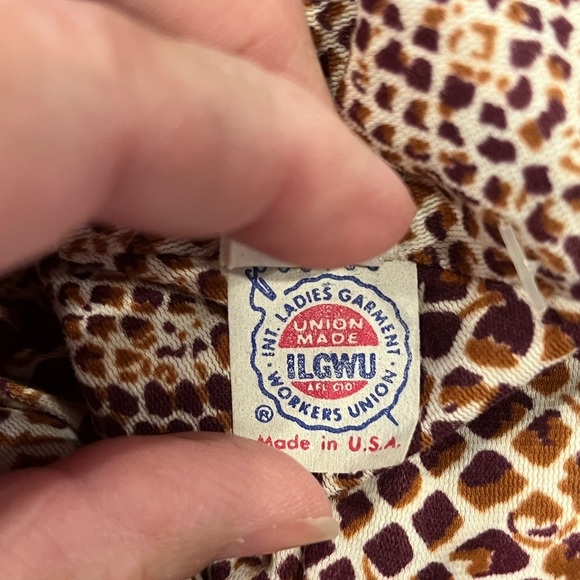 INT. LADIES GARMENT
UNION
MADE
ILGWU
AFL CIO
WORKERS UNION
®
Made in U.S.A.